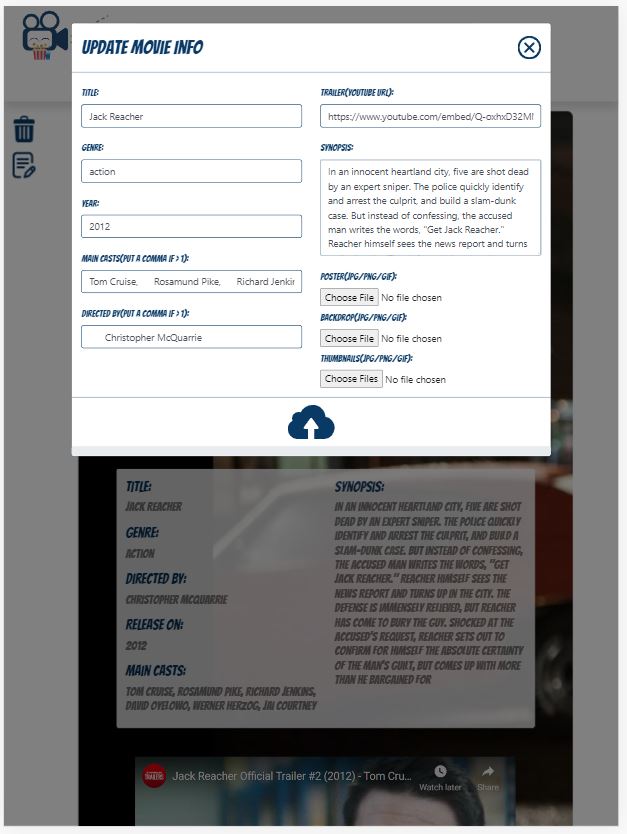 UPDATE MOVIE INFO
TITLE:
Jack Reacher
GENRE:
action
YEAR:
2012
MAIN CASTS(PUT A COMMA IF > 1):
Tom Cruise, Rosamund Pike, Richard Jenkin
DIRECTED BY(PUT A COMMA IF > 1):
Christopher McQuarrie
TRAILER(YOUTUBE URL):
https://www.youtube.com/embed/Q-oxhxD32M
SYNOPSIS:
In an innocent heartland city, five are shot dead
by an expert sniper. The police quickly identify
and arrest the culprit, and build a slam-dunk
case. But instead of confessing, the accused
man writes the words, "Get Jack Reacher."
Reacher himself sees the news report and turns
POSTER(JPG/PNG/GIF):
Choose File No file chosen
BACKDROP(JPG/PNG/GIF):
Choose File No file chosen
THUMBNAILS(JPG/PNG/GIF):
Choose Files No file chosen
TITLE:
JACK REACHER
GENRE:
ACTION
DIRECTED BY:
CHRISTOPHER MCQUARRIE
RELEASE ON:
2012
MAIN CASTS:
TOM CRUISE, ROSAMUND PIKE, RICHARD JENKINS,
DAVID OYELOWO, WERNER HERZOG, JAI COURTNEY
SYNOPSIS:
IN AN INNOCENT HEARTLAND CITY, FIVE ARE SHOT
DEAD BY AN EXPERT SNIPER. THE POLICE QUICKLY
IDENTIFY AND ARREST THE CULPRIT, AND BUILD A
SLAM-DUNK CASE. BUT INSTEAD OF CONFESSING,
THE ACCUSED MAN WRITES THE WORDS, "GET
JACK REACHER." REACHER HIMSELF SEES THE
NEWS REPORT AND TURNS UP IN THE CITY. THE
DEFENSE IS IMMENSELY RELIEVED, BUT REACHER
HAS COME TO BURY THE GUY. SHOCKED AT THE
ACCUSED'S REQUEST, REACHER SETS OUT TO
CONFIRM FOR HIMSELF THE ABSOLUTE CERTAINTY
OF THE MAN'S GUILT, BUT COMES UP WITH MORE
THAN HE BARGAINED FOR
Jack Reacher Official Trailer #2 (2012) - Tom Cru...
Watch later
Share